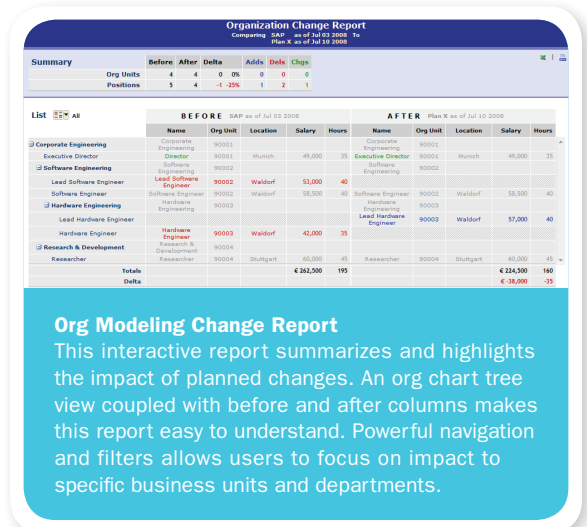 Organization Change Report
Comparing SAP as of Jul 03 2008 To
Plan X as of Jul 10 2008
Summary Before After Delta Adds Dels Chgs
Org Units 4 4 0 0% 0 0 0
Positions 5 4 -1 -25% 1 2 1
List All BEFORE SAP as of Jul 03 2008 AFTER Plan X as of Jul 10 2008
Name Org Unit Location Salary Hours Name Org Unit Location Salary Hours
Corporate Engineering Corporate Engineering 90001 Corporate Engineering 90001
Executive Director Director 90001 Munich 49,000 35 Executive Director 90001 Munich 49,000 35
Software Engineering Software Engineering 90002 Software Engineering 90002
Lead Software Engineer Lead Software Engineer 90002 Waldorf 53,000 40
Software Engineer Software Engineer 90002 Waldorf 58,500 40 Software Engineer 90002 Waldorf 58,500 40
Hardware Engineering Hardware Engineering 90003 Hardware Engineering 90003
Lead Hardware Engineer Lead Hardware Engineer 90003 Waldorf 57,000 40
Hardware Engineer Hardware Engineer 90003 Waldorf 42,000 35
Research & Development Research & Development 90004
Researcher Researcher 90004 Stuttgart 60,000 45 Researcher 90004 Stuttgart 60,000 45
Totals € 262,500 195 € 224,500 160
Delta € -38,000 -35
Org Modeling Change Report
This interactive report summarizes and highlights
the impact of planned changes. An org chart tree
view coupled with before and after columns makes
this report easy to understand. Powerful navigation
and filters allows users to focus on impact to
specific business units and departments.